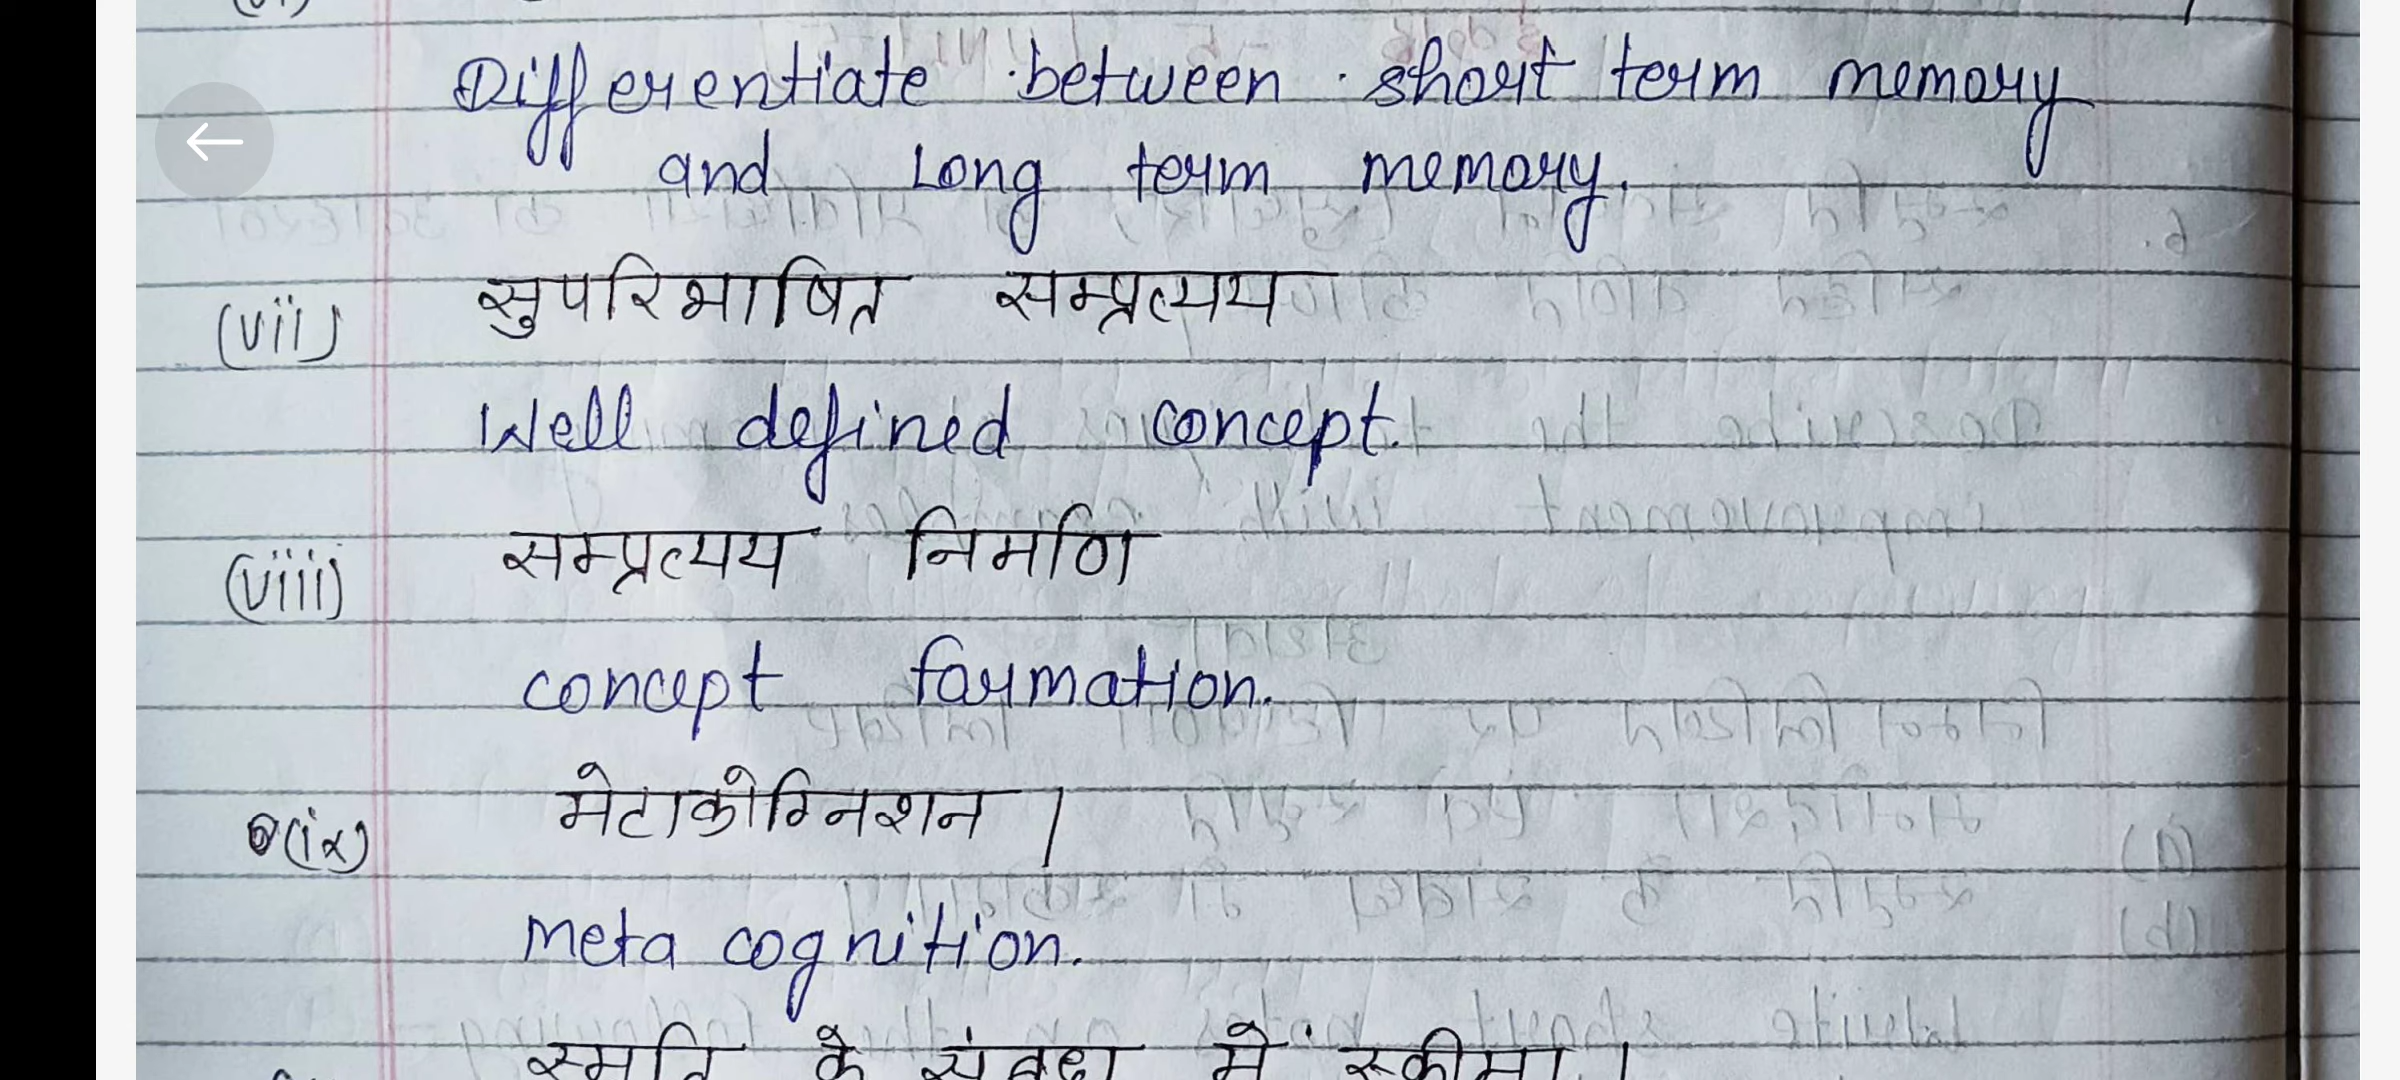 Differentiate between short term memory
and Long term memory.
(vii) सुपरिभाषित सम्प्रत्यय
Well defined concept.
(viii) सम्प्रत्यय निर्माण
concept formation.
(ix) मेटाकोग्निशन ।
meta cognition.
स्मृति के संबंध में स्कीमा ।